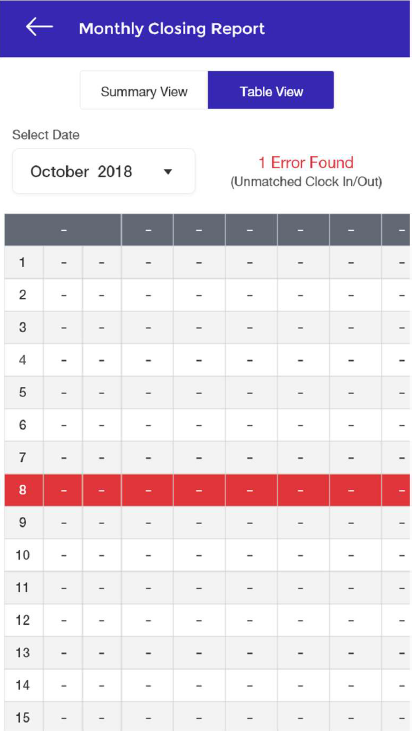 Monthly Closing Report
Summary View Table View
Select Date
October 2018
1 Error Found
(Unmatched Clock In/Out)
- - - - - - -
1 - - - - - - - -
2 - - - - - - - -
3 - - - - - - - -
4 - - - - - - - -
5 - - - - - - - -
6 - - - - - - - -
7 - - - - - - - -
8 - - - - - - - -
9 - - - - - - - -
10 - - - - - - - -
11 - - - - - - - -
12 - - - - - - - -
13 - - - - - - - -
14 - - - - - - - -
15 - - - - - - - -